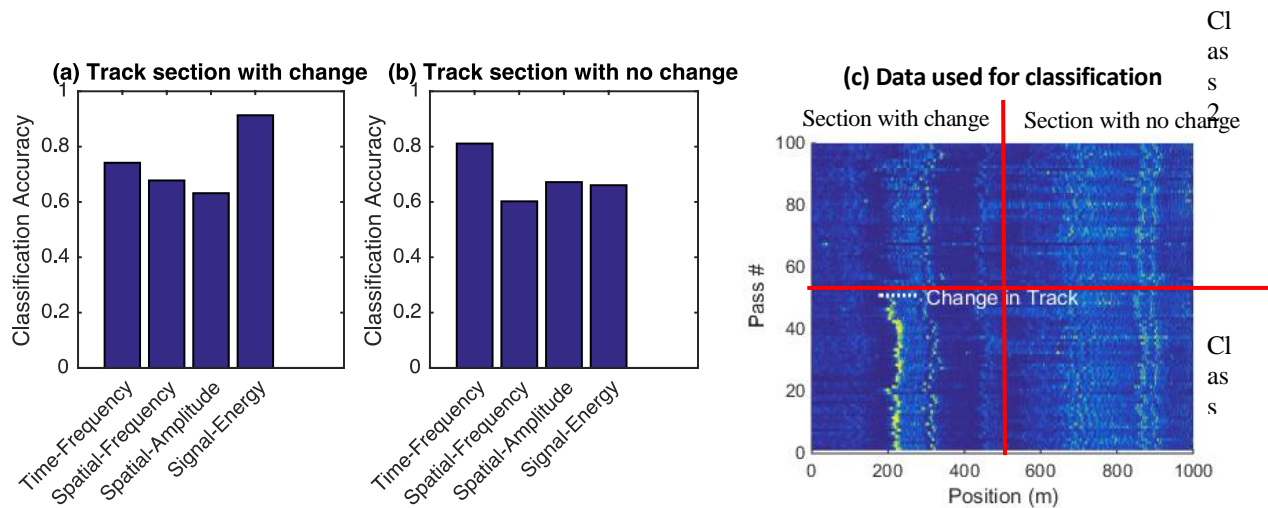 (a) Track section with change
Classification Accuracy
1
0.8
0.6
0.4
0.2
0
Time-Frequency
Spatial-Frequency
Spatial-Amplitude
Signal-Energy
(b) Track section with no change
Classification Accuracy
1
0.8
0.6
0.4
0.2
0
Time-Frequency
Spatial-Frequency
Spatial-Amplitude
Signal-Energy
(c) Data used for classification
Section with change
Section with no change
Pass #
100
80
60
40
20
0
Change in Track
0
200
400
600
800
1000
Position (m)
Cl
as
s
2
Cl
as
s